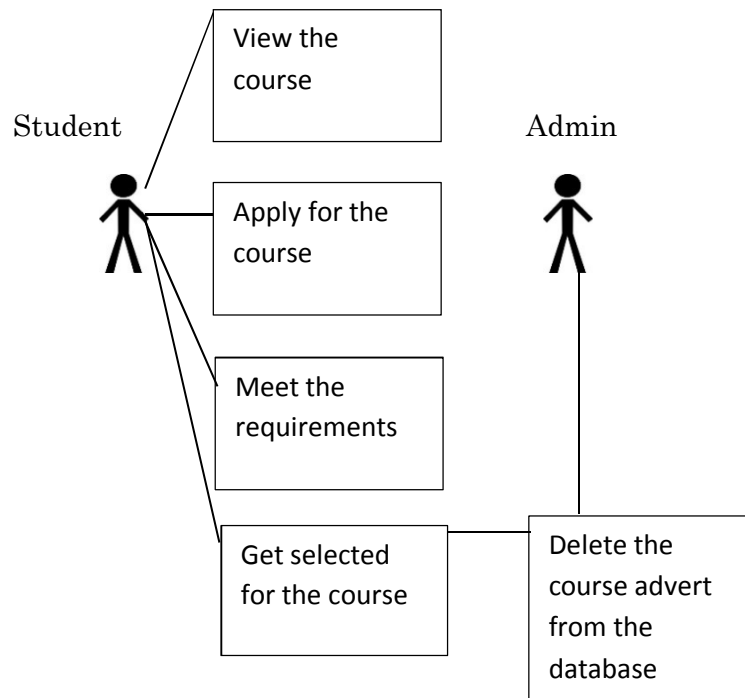 View the
course
Student
Admin
Apply for the
course
Meet the
requirements
Get selected
for the course
Delete the
course advert
from the
database